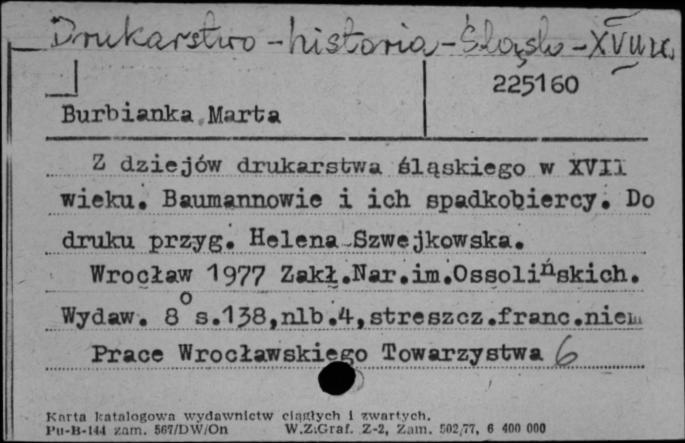 Drukarstwo - historia - Śląsk - XVII w.
225160
Burbianka Marta
Z dziejów drukarstwa śląskiego w XVII
wieku. Baumannowie i ich spadkobiercy. Do
druku przyg. Helena Szwejkowska.
Wrocław 1977 Zakł.Nar.im.Ossolińskich.
Wydaw. 8° s.138,nlb.4,streszcz.franc.niem
Prace Wrocławskiego Towarzystwa 6
Karta katalogowa wydawnictw ciągłych i zwartych.
Pu-B-144 zam. 567/DW/On W.Z.Graf. Z-2, Zam. 502/77, 6 400 000